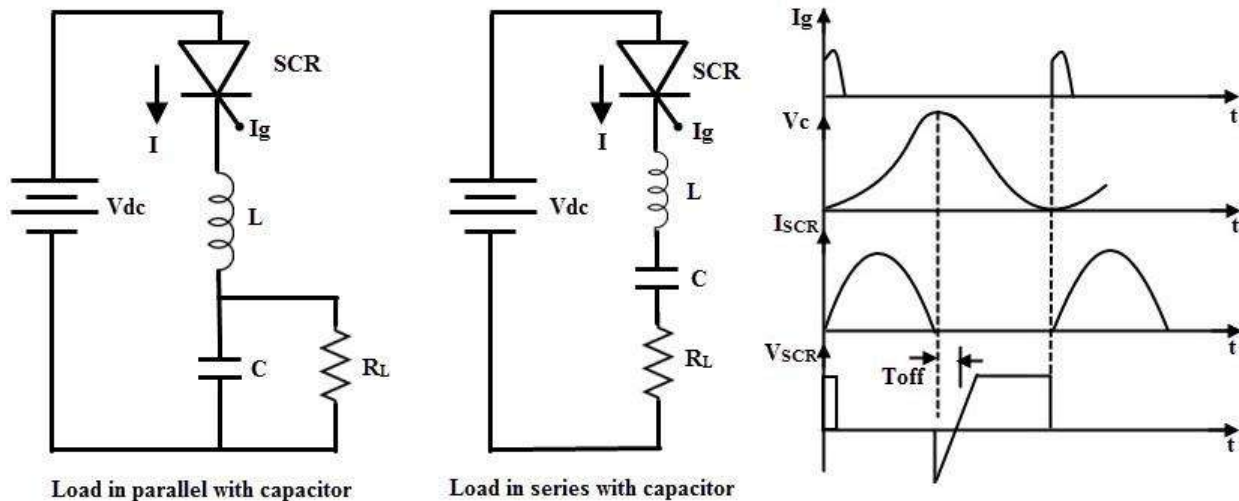 SCR
Ig
I
Vdc
L
C
RL
Load in parallel with capacitor
SCR
Ig
I
Vdc
L
C
RL
Load in series with capacitor
Ig
t
Vc
t
ISCR
t
VSCR
Toff
t